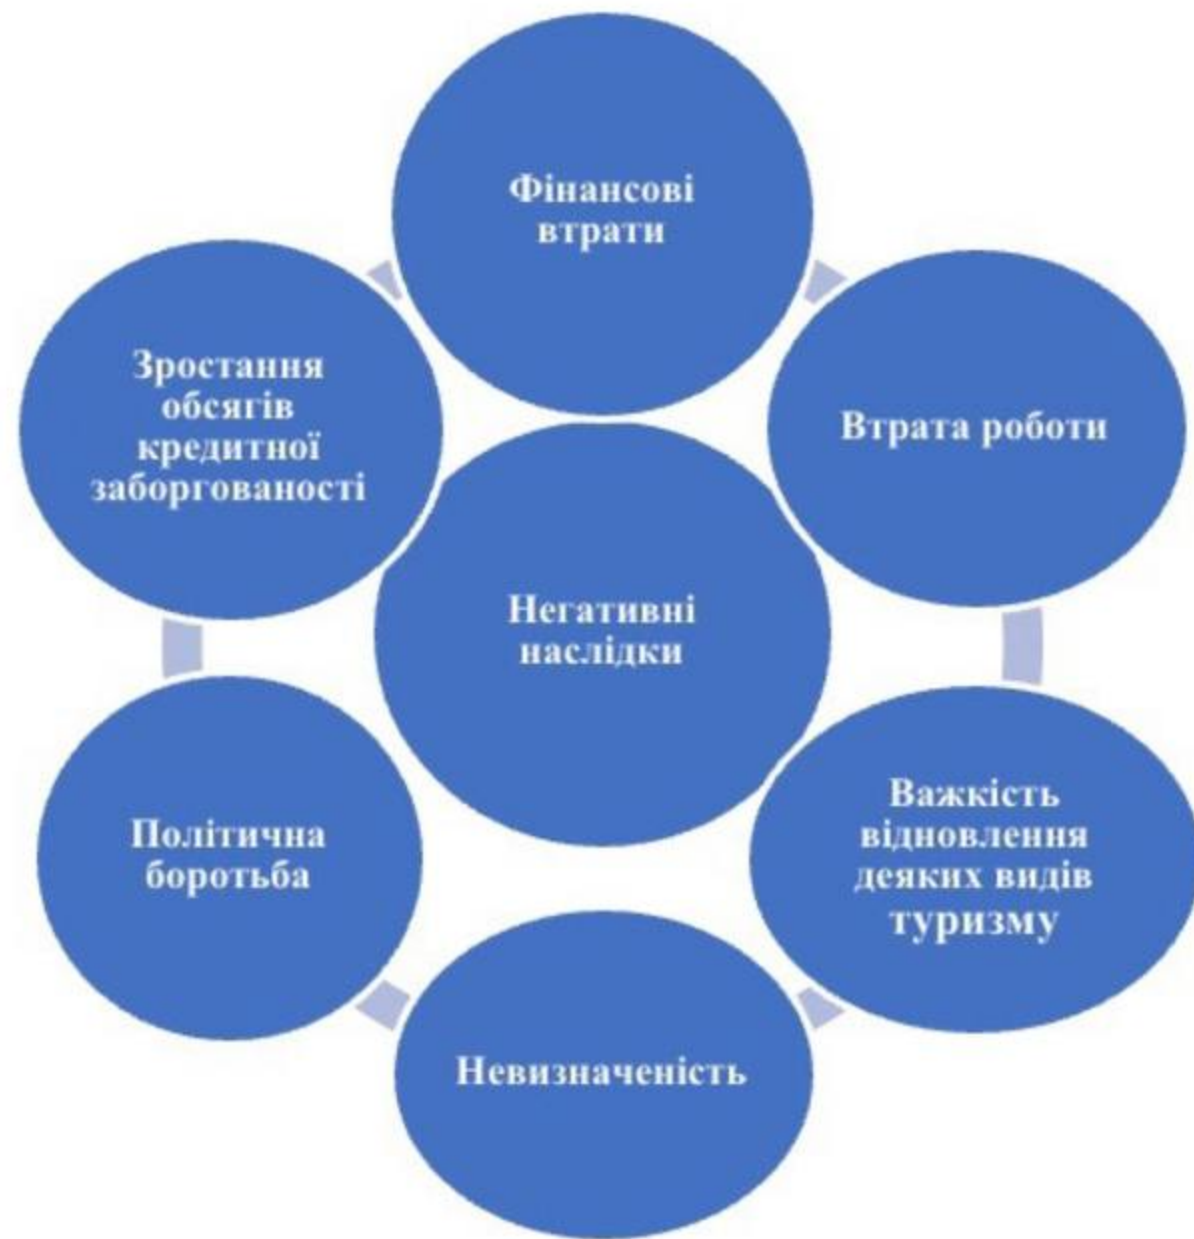 Фінансові
втрати
Втрата роботи
Важкість
відновлення
деяких видів
туризму
Невизначеність
Політична
боротьба
Зростання
обсягів
кредитної
заборгованості
Негативні
наслідки